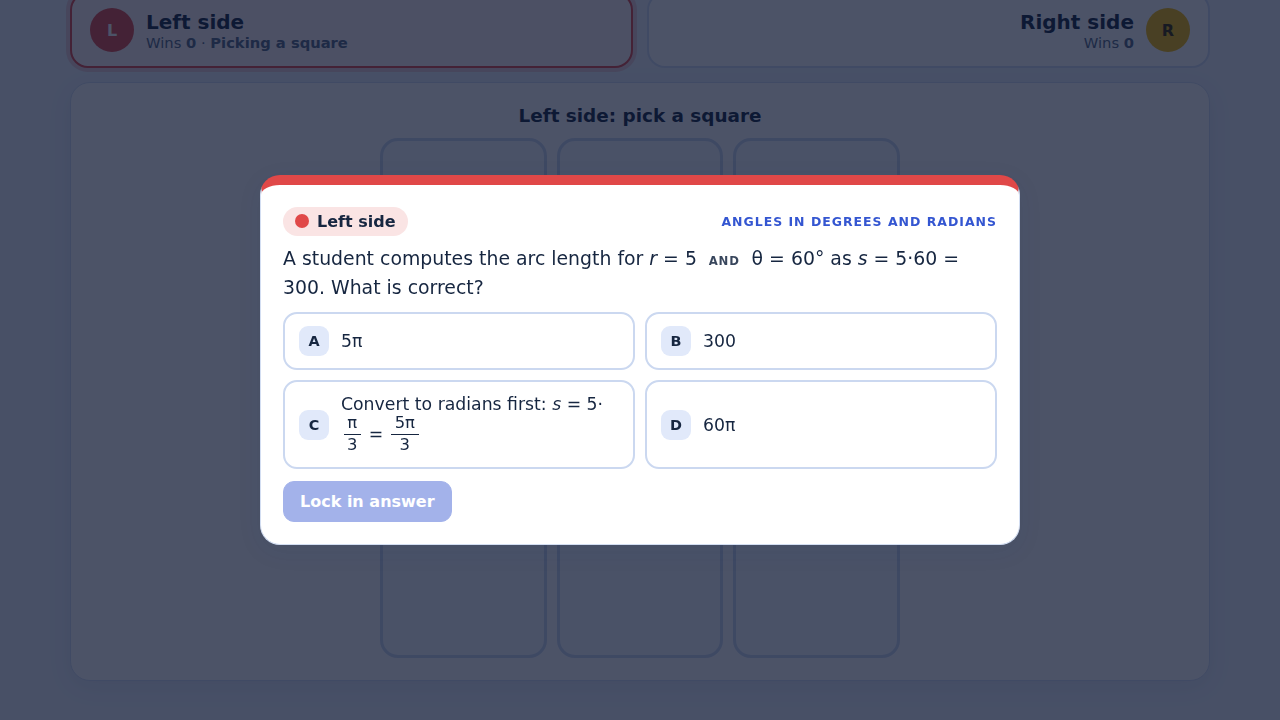 L
Left side
Wins 0 · Picking a square
Right side
Wins 0
R
Left side: pick a square
Left side
ANGLES IN DEGREES AND RADIANS
A student computes the arc length for r = 5 AND θ = 60° as s = 5·60 =
300. What is correct?
A 5π
B 300
C Convert to radians first: s = 5·
π/3 = 5π/3
D 60π
Lock in answer